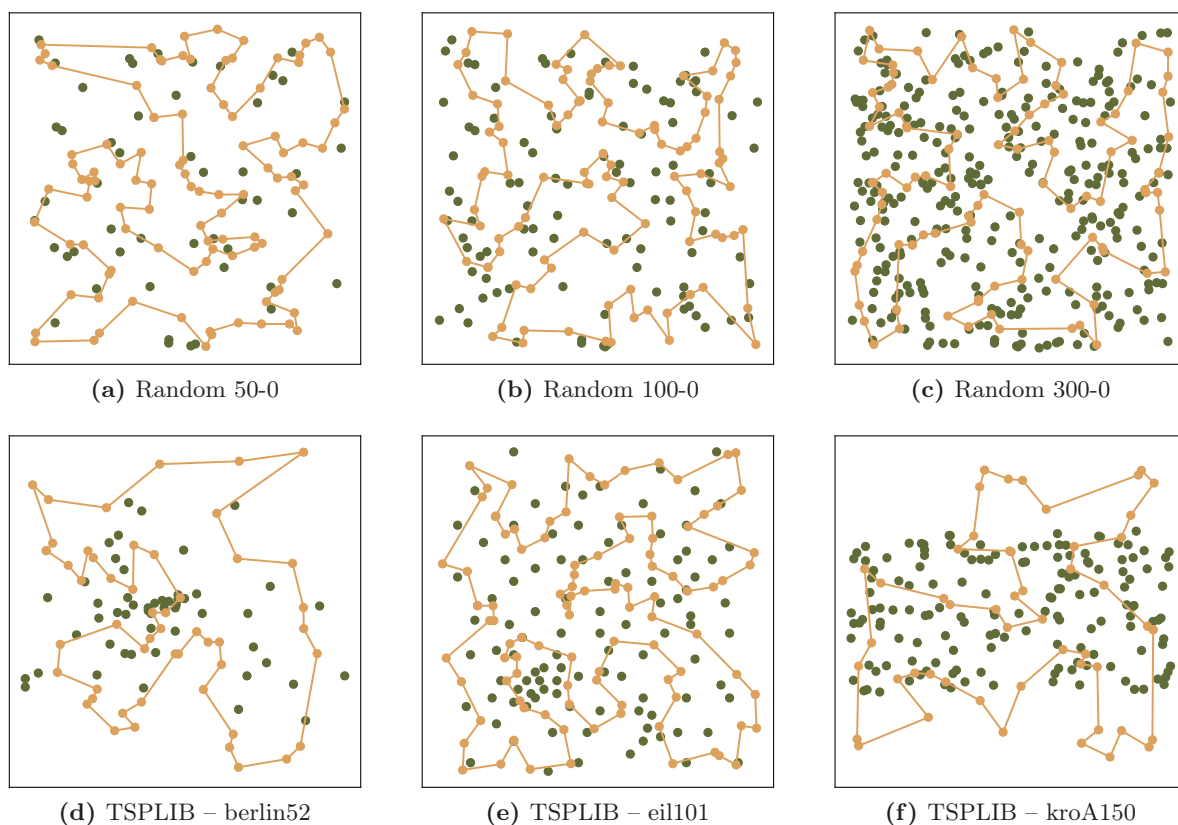 (a) Random 50-0
(b) Random 100-0
(c) Random 300-0
(d) TSPLIB – berlin52
(e) TSPLIB – eil101
(f) TSPLIB – kroA150